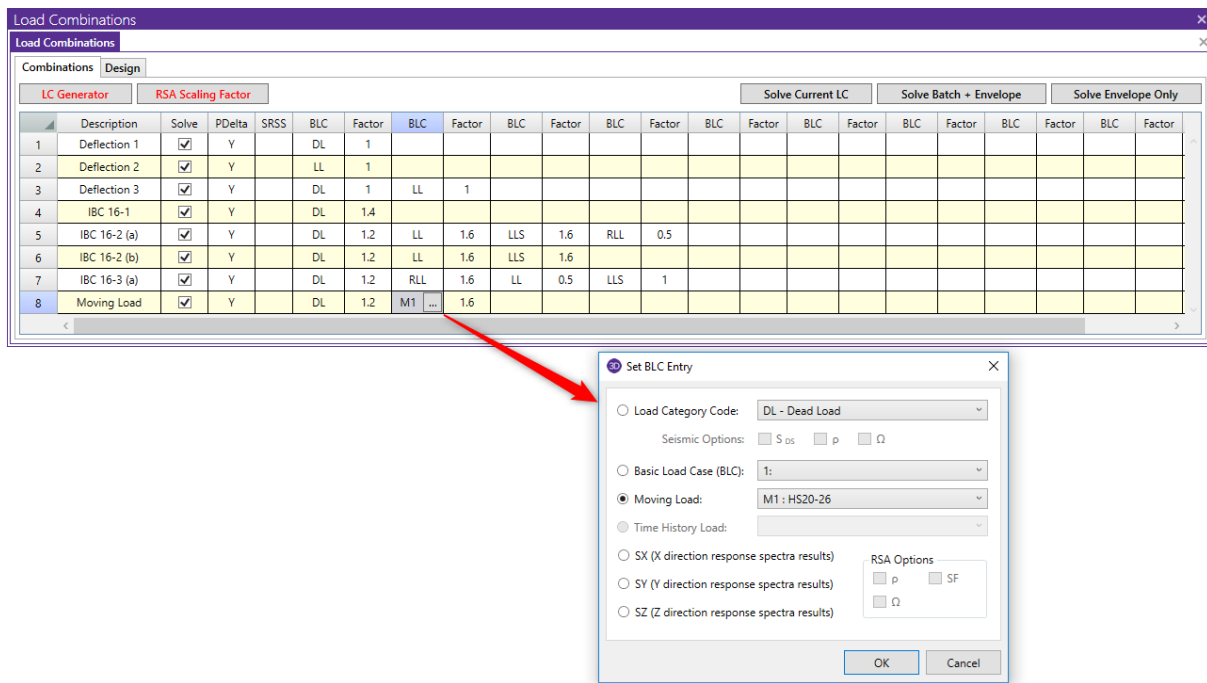 Load Combinations
Load Combinations
Combinations Design
LC Generator RSA Scaling Factor Solve Current LC Solve Batch + Envelope Solve Envelope Only
Description Solve PDelta SRSS BLC Factor BLC Factor BLC Factor BLC Factor BLC Factor BLC Factor BLC Factor BLC Factor BLC Factor
1 Deflection 1 Y DL 1
2 Deflection 2 Y LL 1
3 Deflection 3 Y DL 1 LL 1
4 IBC 16-1 Y DL 1.4
5 IBC 16-2 (a) Y DL 1.2 LL 1.6 LLS 1.6 RLL 0.5
6 IBC 16-2 (b) Y DL 1.2 LL 1.6 LLS 1.6
7 IBC 16-3 (a) Y DL 1.2 RLL 1.6 LL 0.5 LLS 1
8 Moving Load Y DL 1.2 M1 ... 1.6
3D Set BLC Entry
Load Category Code: DL - Dead Load
Seismic Options: S DS ρ Ω
Basic Load Case (BLC): 1:
Moving Load: M1 : HS20-26
Time History Load:
SX (X direction response spectra results) RSA Options
ρ SF
SY (Y direction response spectra results)
Ω
SZ (Z direction response spectra results)
OK Cancel